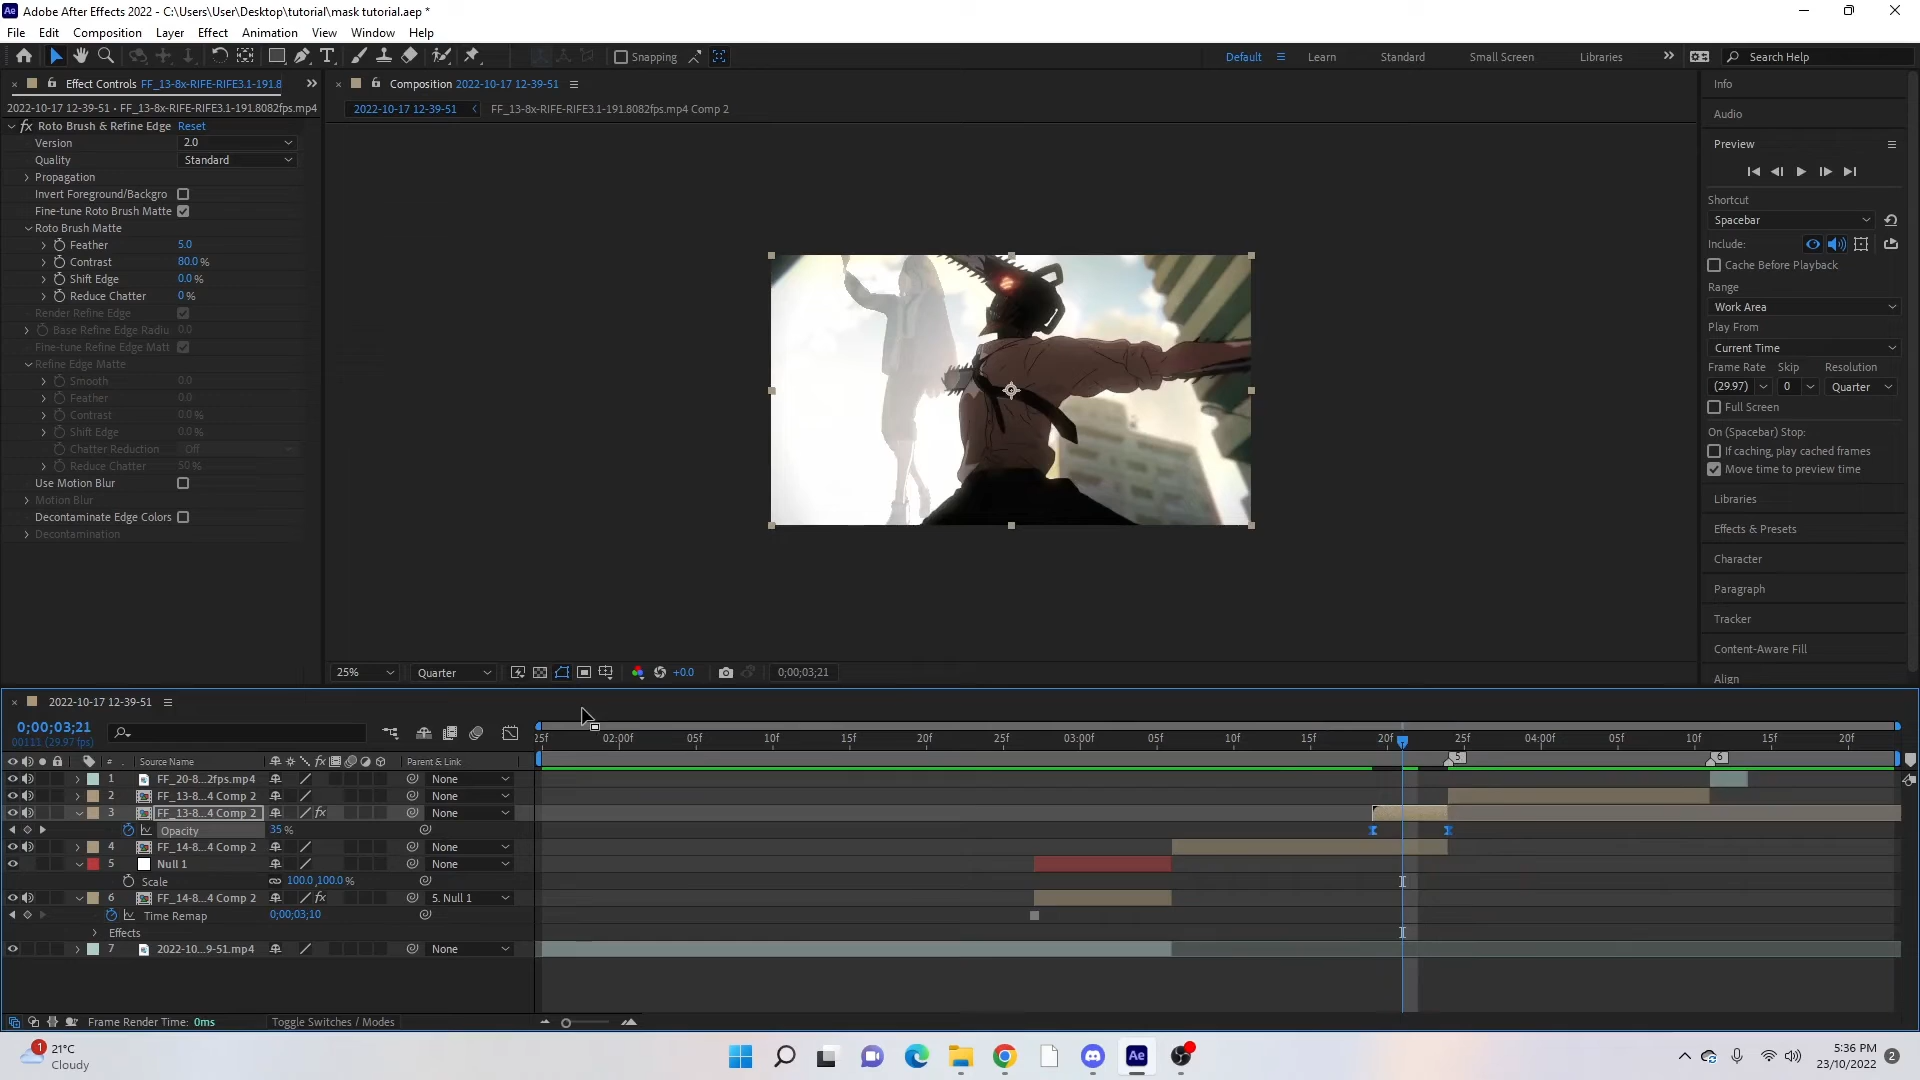 Adobe After Effects 2022 - C:\Users\User\Desktop\tutorial\mask tutorial.aep *
File Edit Composition Layer Effect Animation View Window Help
Snapping Default Learn Standard Small Screen Libraries Search Help
Effect Controls FF_13-8x-RIFE-RIFE3.1-191.8
Composition 2022-10-17 12-39-51
2022-10-17 12-39-51 • FF_13-8x-RIFE-RIFE3.1-191.8082fps.mp4
2022-10-17 12-39-51 FF_13-8x-RIFE-RIFE3.1-191.8082fps.mp4 Comp 2
fx Roto Brush & Refine Edge Reset
Version 2.0
Quality Standard
Propagation
Invert Foreground/Backgro
Fine-tune Roto Brush Matte
Roto Brush Matte
Feather 5.0
Contrast 80.0 %
Shift Edge 0.0 %
Reduce Chatter 0 %
Render Refine Edge
Base Refine Edge Radiu 0.0
Fine-tune Refine Edge Matt
Refine Edge Matte
Smooth 0.0
Feather 0.0
Contrast 0.0 %
Shift Edge 0.0 %
Chatter Reduction Off
Reduce Chatter 50 %
Use Motion Blur
Motion Blur
Decontaminate Edge Colors
Decontamination
Info
Audio
Preview
Shortcut
Spacebar
Include:
Cache Before Playback
Range
Work Area
Play From
Current Time
Frame Rate Skip Resolution
(29.97) 0 Quarter
Full Screen
On (Spacebar) Stop:
If caching, play cached frames
Move time to preview time
Libraries
Effects & Presets
Character
Paragraph
Tracker
Content-Aware Fill
Align
25% Quarter +0.0 0;00;03;21
2022-10-17 12-39-51
0;00;03;21
00111 (29.97 fps)
:25f 02:00f 05f 10f 15f 20f 25f 03:00f 05f 10f 15f 20f 25f 04:00f 05f 10f 15f 20f
# Source Name fx Parent & Link 5 6
1 FF_20-8...2fps.mp4 None
2 FF_13-8...4 Comp 2 None
3 FF_13-8...4 Comp 2 fx None
Opacity 35 %
4 FF_14-8...4 Comp 2 None
5 Null 1 None
Scale 100.0,100.0 %
6 FF_14-8...4 Comp 2 fx 5. Null 1
Time Remap 0;00;03;10
Effects
7 2022-10...9-51.mp4 None
Frame Render Time: 0ms Toggle Switches / Modes
1 21°C
Cloudy
Ae
5:36 PM
23/10/2022 2